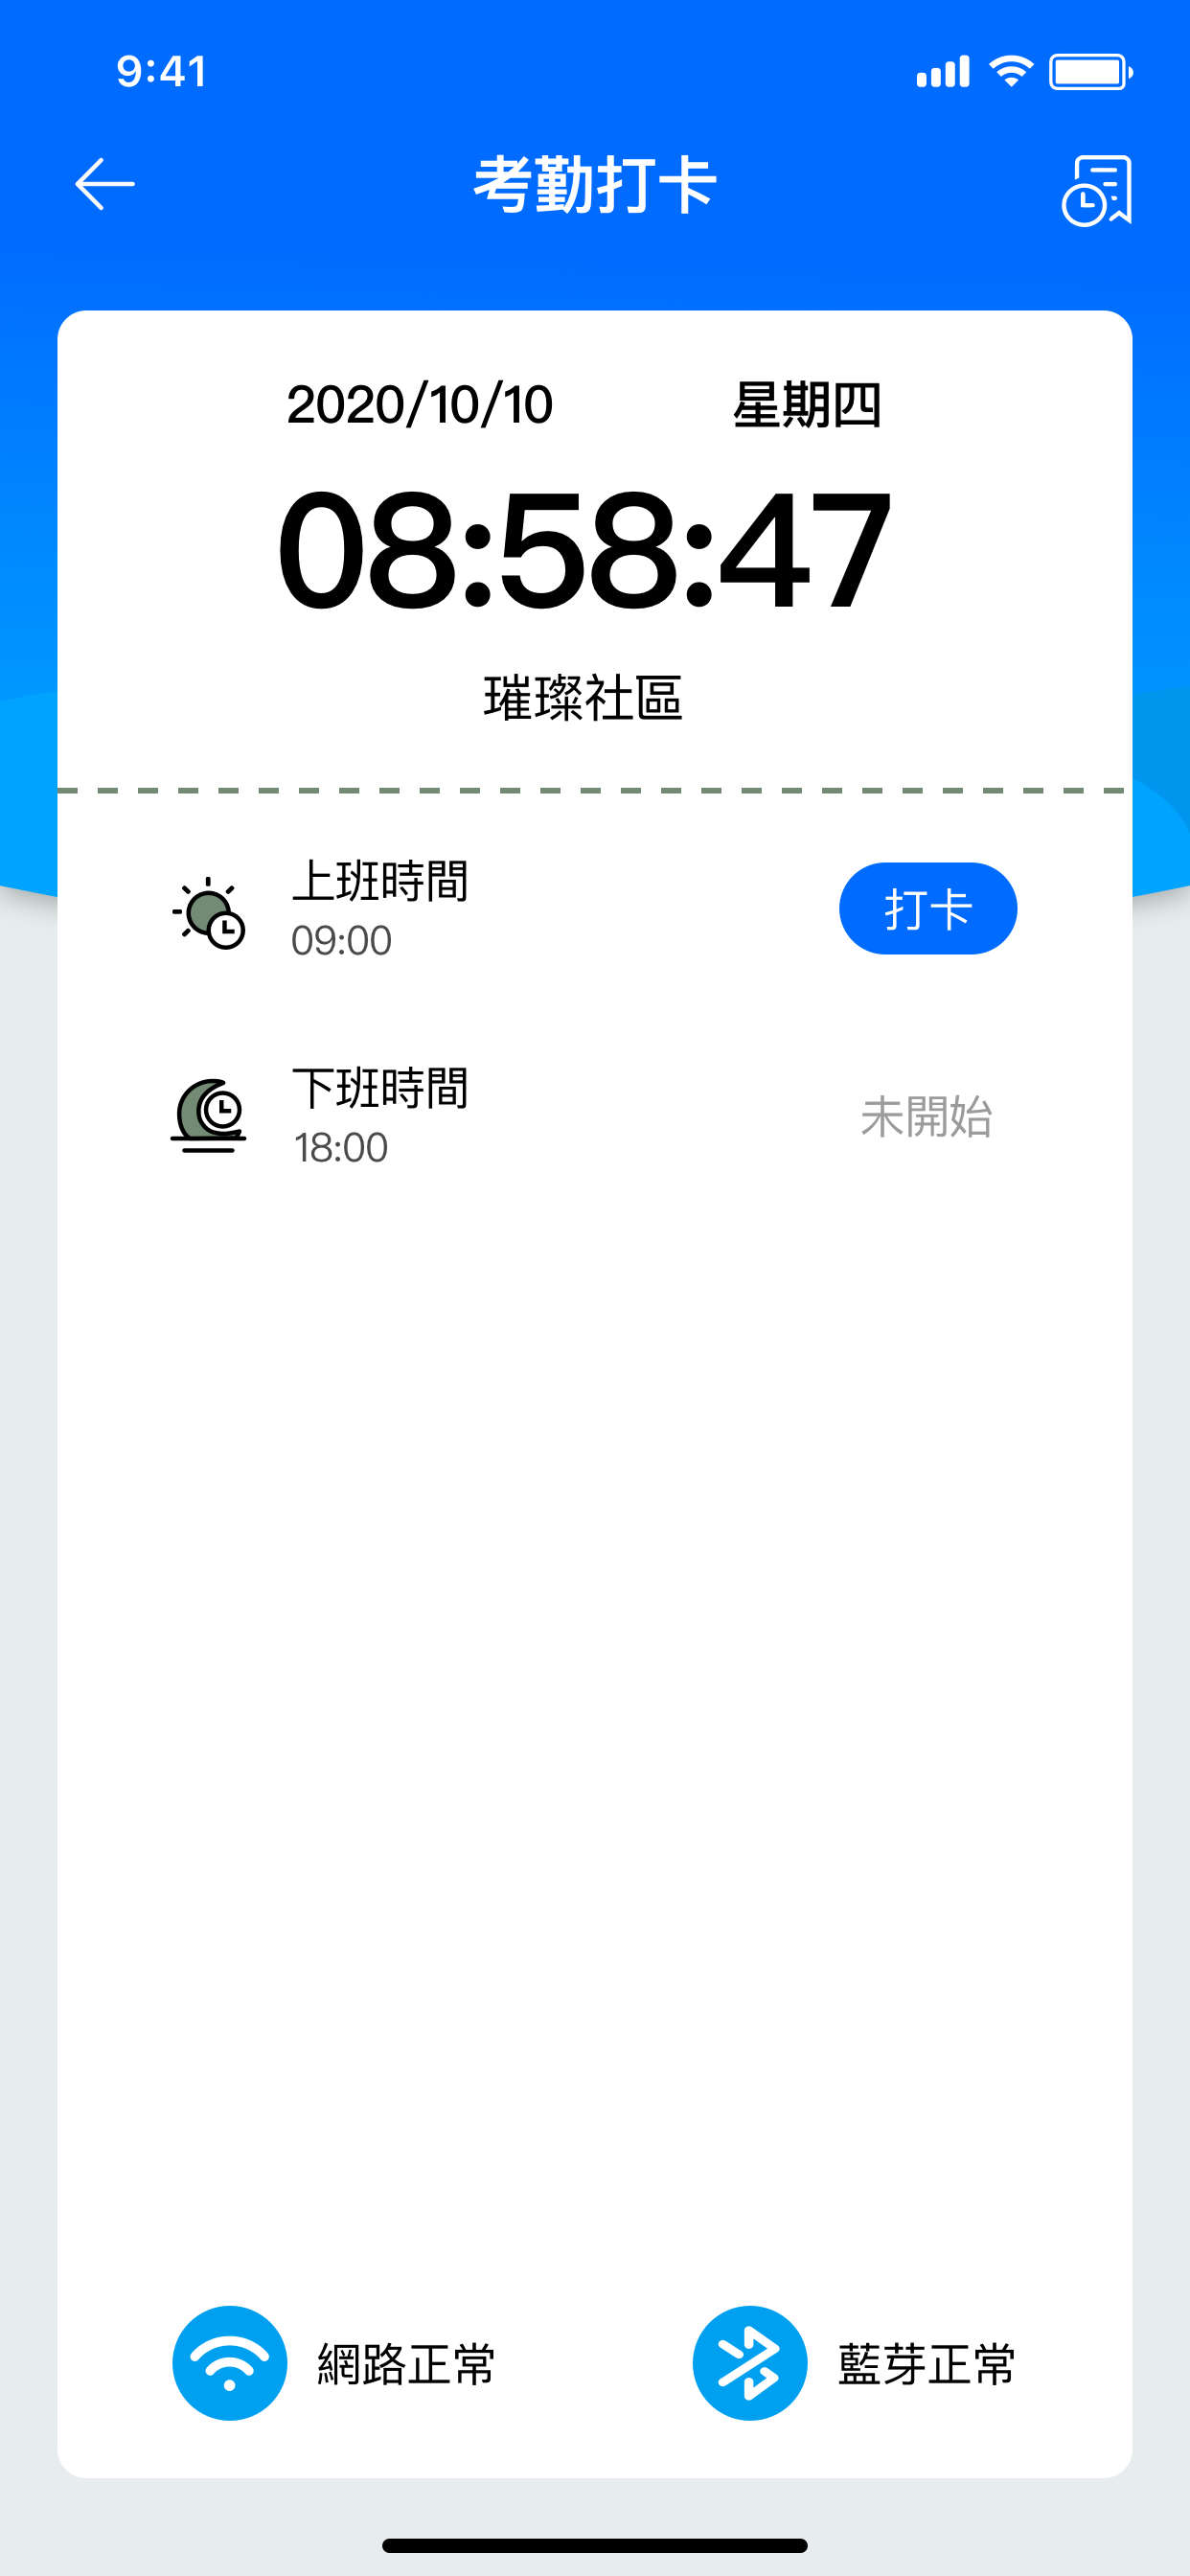 9:41
考勤打卡
2020/10/10 星期四
08:58:47
璀璨社區
上班時間
09:00
打卡
下班時間
18:00
未開始
網路正常
藍芽正常